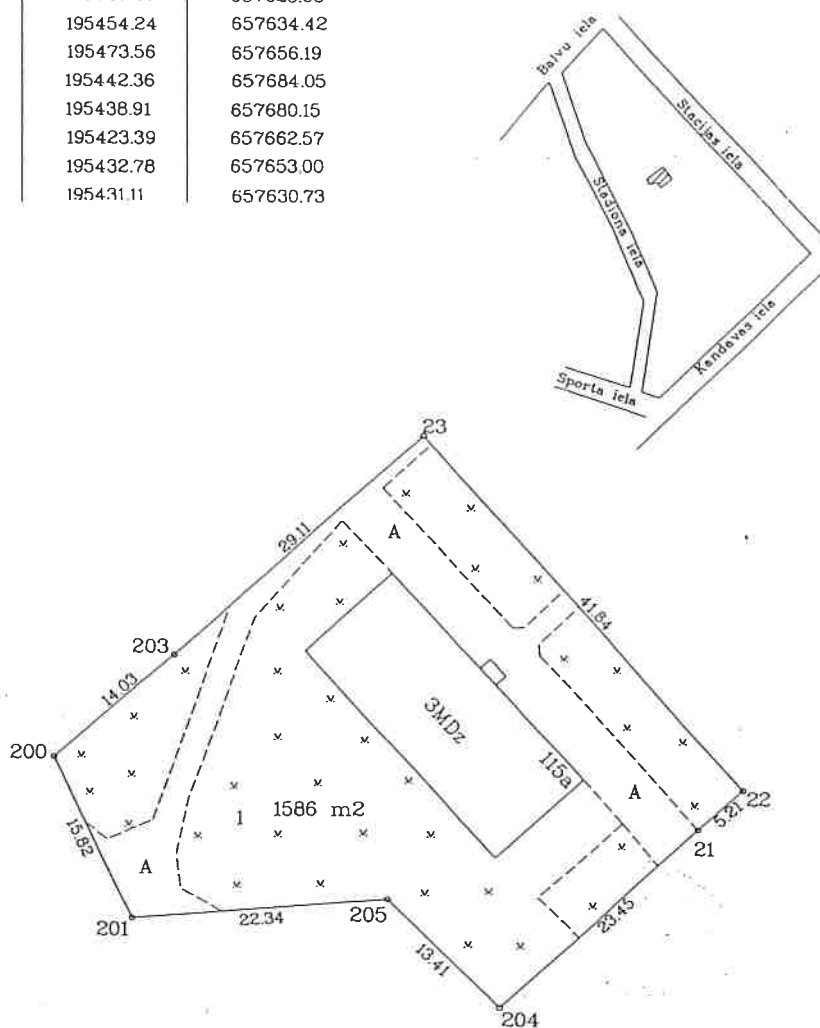 195454.24 657634.42
195473.56 657656.19
195442.36 657684.05
195438.91 657680.15
195423.39 657662.57
195432.78 657653.00
195431.11 657630.73
Balvu iela
Stacijas iela
Stadiona iela
Kandavas iela
Sporta iela
23
29.11
A
203
41.84
14.03
3MDz
200
115a
A
22
1 1586 m2
5.21
15.82
21
A
205
23.45
201
22.34
13.41
204